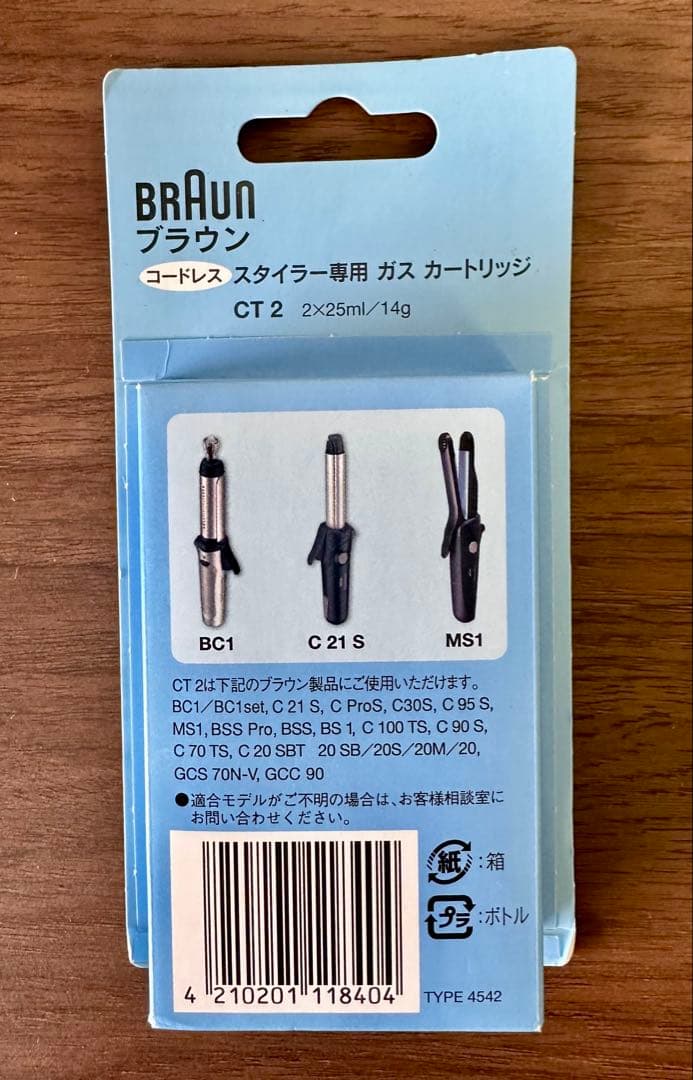 BRAUN
ブラウン
コードレス スタイラー専用 ガス カートリッジ
CT 2 2×25ml/14g
BC1 C 21 S MS1
CT 2は下記のブラウン製品にご使用いただけます。
BC1/BC1set, C 21 S, C ProS, C30S, C 95 S,
MS1, BSS Pro, BSS, BS 1, C 100 TS, C 90 S,
C 70 TS, C 20 SBT 20 SB/20S/20M/20,
GCS 70N-V, GCC 90
●適合モデルがご不明の場合は、お客様相談室に
お問い合わせください。
紙:箱
プラ:ボトル
4 210201 118404
TYPE 4542